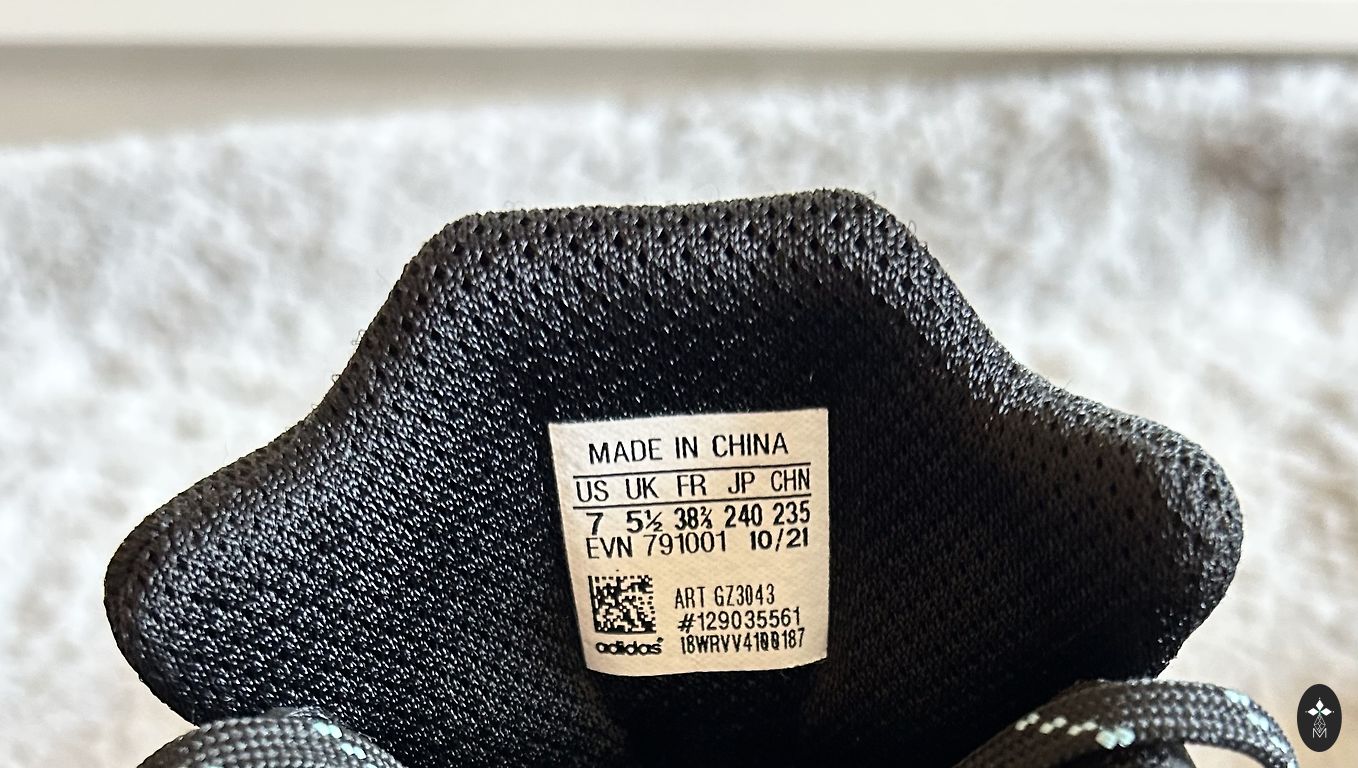 MADE IN CHINA
US UK FR JP CHN
7 5½ 38⅔ 240 235
EVN 791001 10/21
ART GZ3043
#129035561
adidas
M